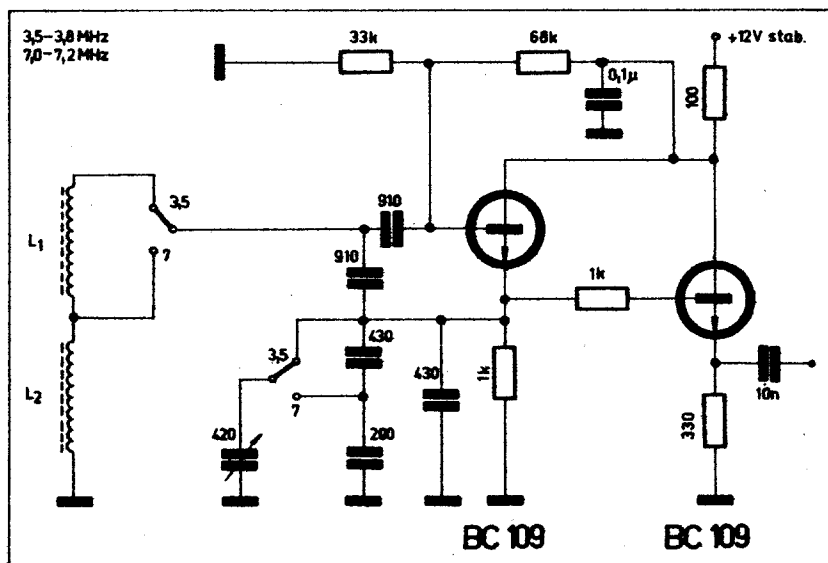 3,5–3,8 MHz
7,0–7,2 MHz
33k
68k
+12V stab.
0,1µ
100
3,5
910
L1
7
910
1k
3,5
430
430
1k
L2
7
10n
420
200
330
BC 109
BC 109